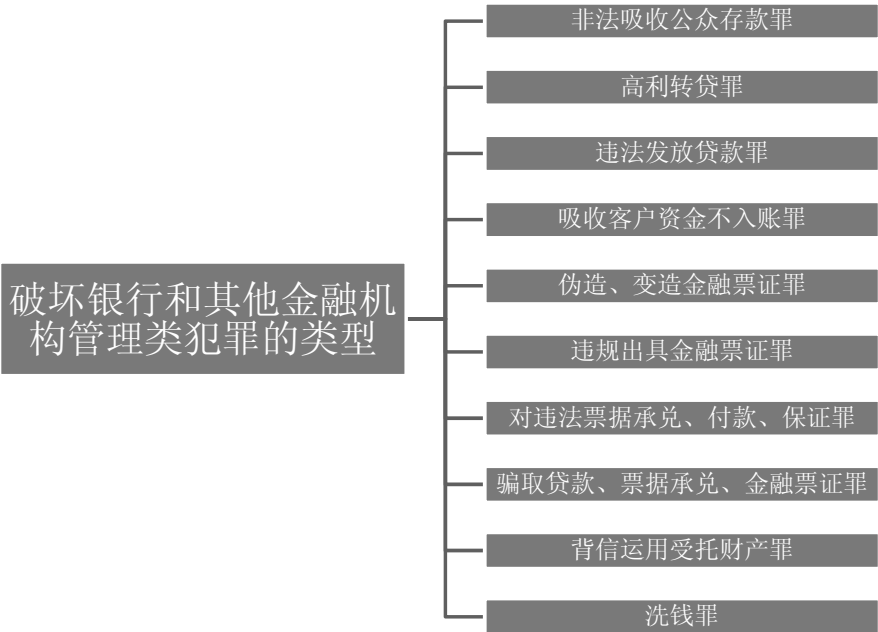 非法吸收公众存款罪
高利转贷罪
违法发放贷款罪
吸收客户资金不入账罪
破坏银行和其他金融机
构管理类犯罪的类型
伪造、变造金融票证罪
违规出具金融票证罪
对违法票据承兑、付款、保证罪
骗取贷款、票据承兑、金融票证罪
背信运用受托财产罪
洗钱罪